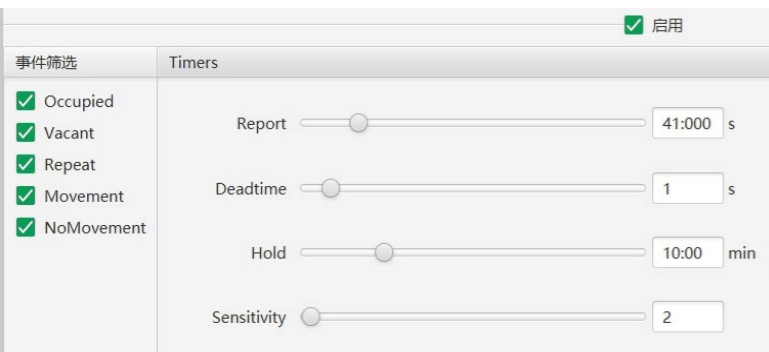 启用
事件筛选
Timers
Occupied
Vacant
Repeat
Movement
NoMovement
Report 41:000 s
Deadtime 1 s
Hold 10:00 min
Sensitivity 2